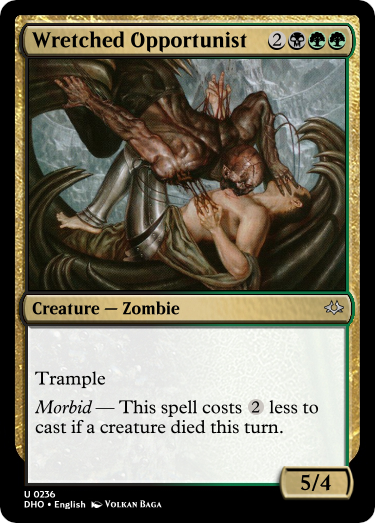 Wretched Opportunist 2
Creature — Zombie
Trample
Morbid — This spell costs 2 less to
cast if a creature died this turn.
5/4
U 0236
DHO • English Volkan Baga